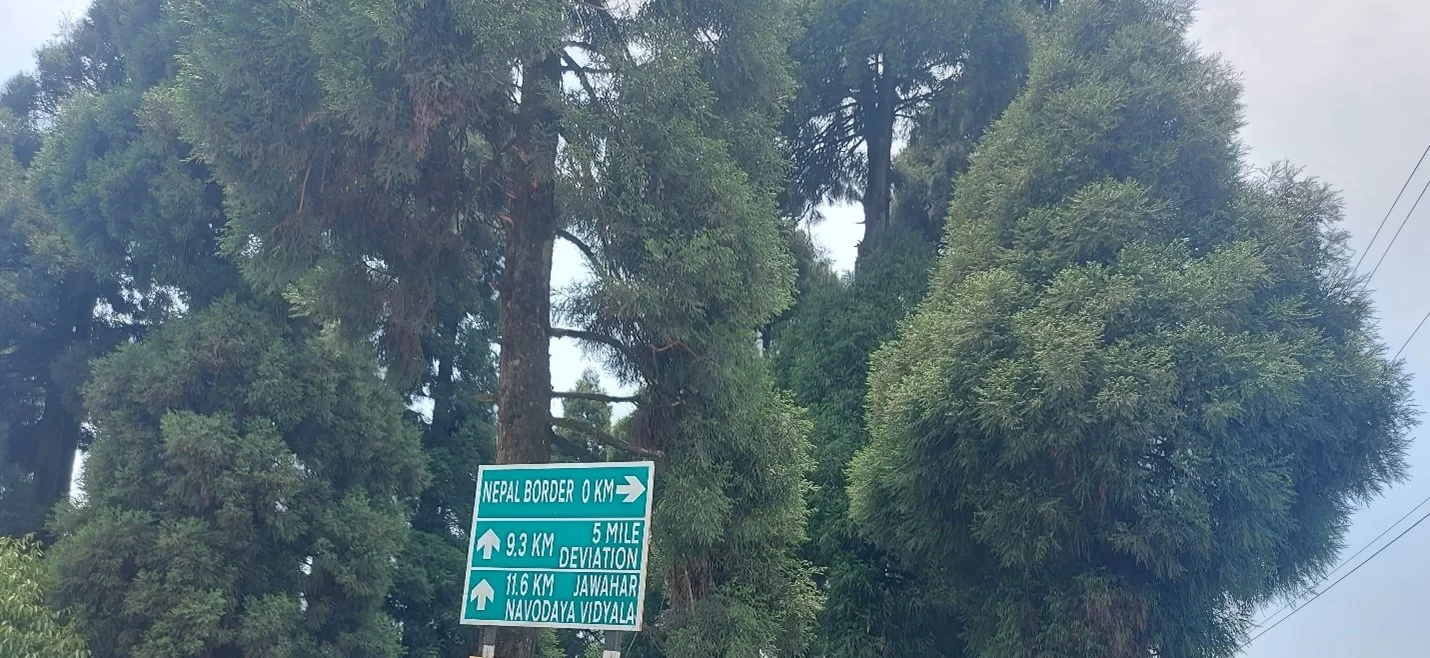 NEPAL BORDER 0 KM
9.3 KM 5 MILE
DEVIATION
11.6 KM JAWAHAR
NAVODAYA VIDYALA